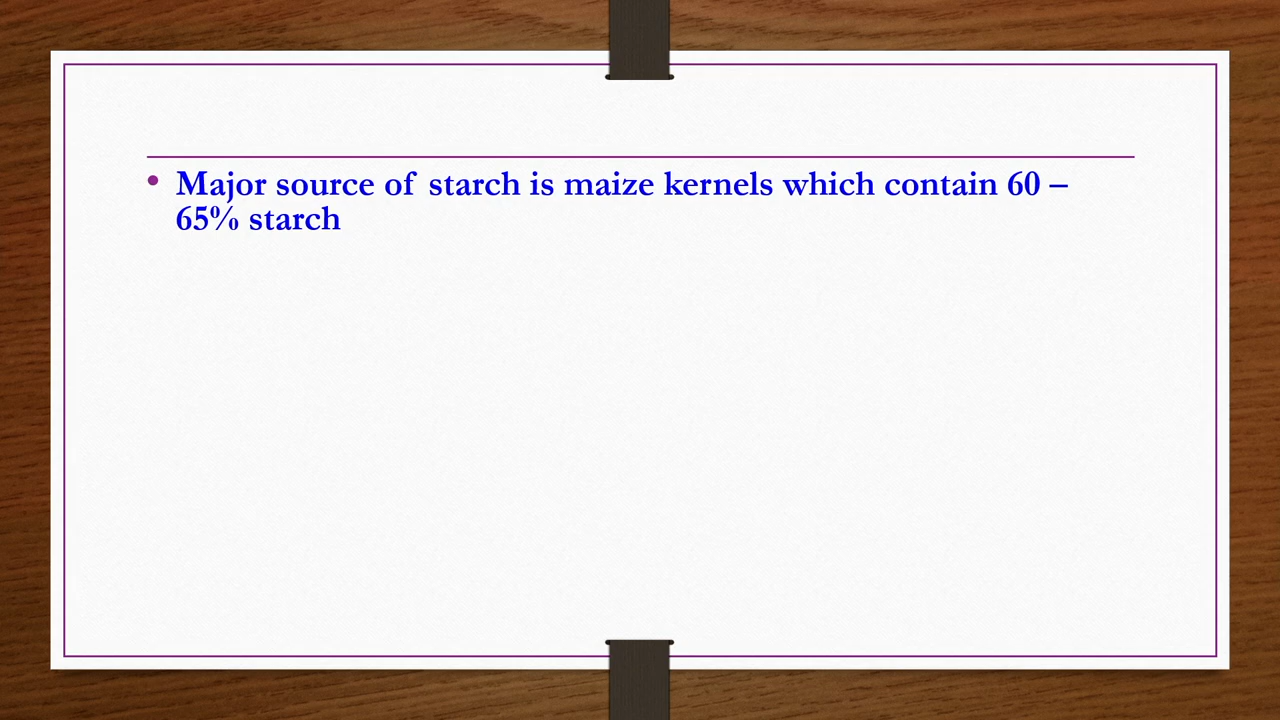 • Major source of starch is maize kernels which contain 60 –
65% starch